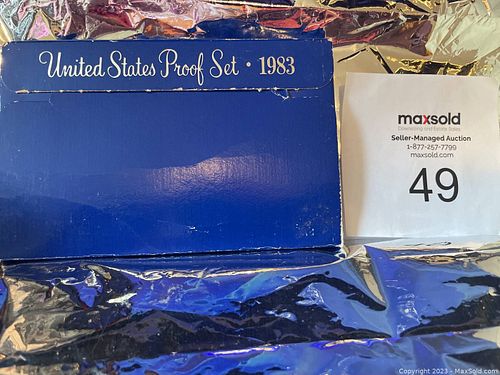 United States Proof Set • 1983
maxsold
Downsizing and Estate Sales
Seller-Managed Auction
1-877-257-7799
maxsold.com
49
Copyright 2023 - MaxSold.com